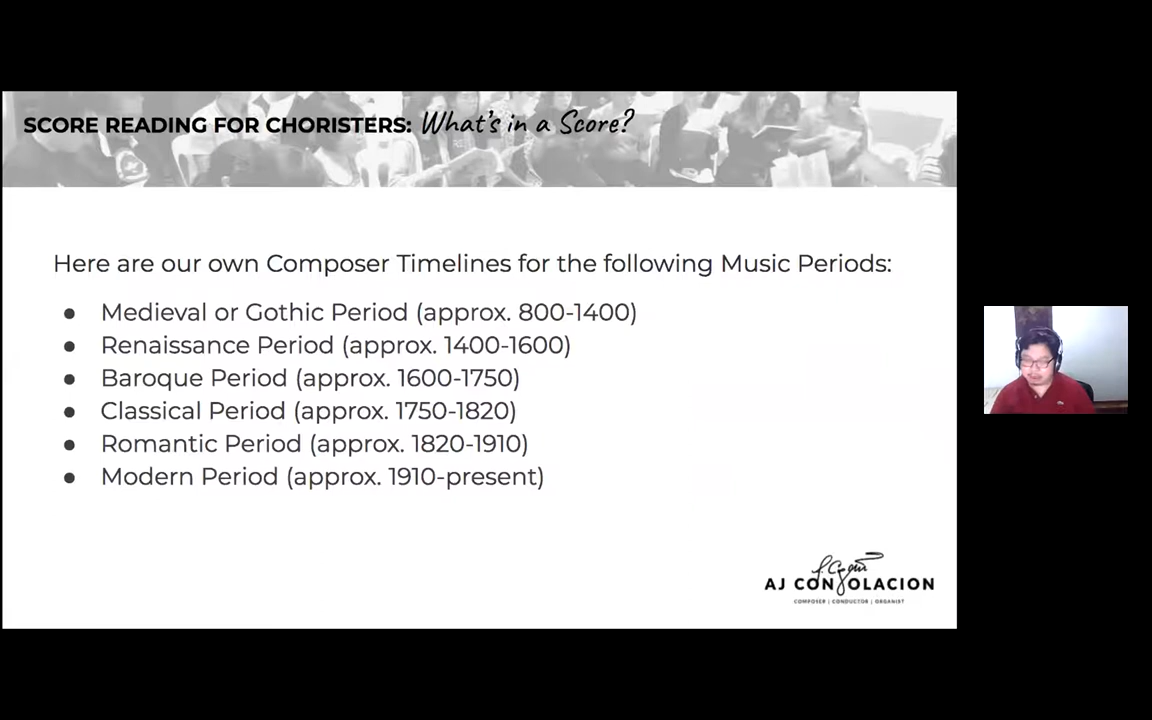 SCORE READING FOR CHORISTERS: What's in a Score?
Here are our own Composer Timelines for the following Music Periods:
● Medieval or Gothic Period (approx. 800-1400)
● Renaissance Period (approx. 1400-1600)
● Baroque Period (approx. 1600-1750)
● Classical Period (approx. 1750-1820)
● Romantic Period (approx. 1820-1910)
● Modern Period (approx. 1910-present)
AJ CONSOLACION
COMPOSER | CONDUCTOR | ORGANIST